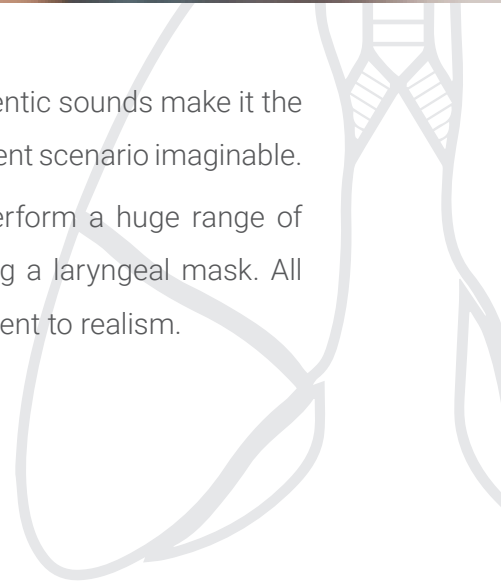 entic sounds make it the
ent scenario imaginable.
erform a huge range of
g a laryngeal mask. All
ent to realism.